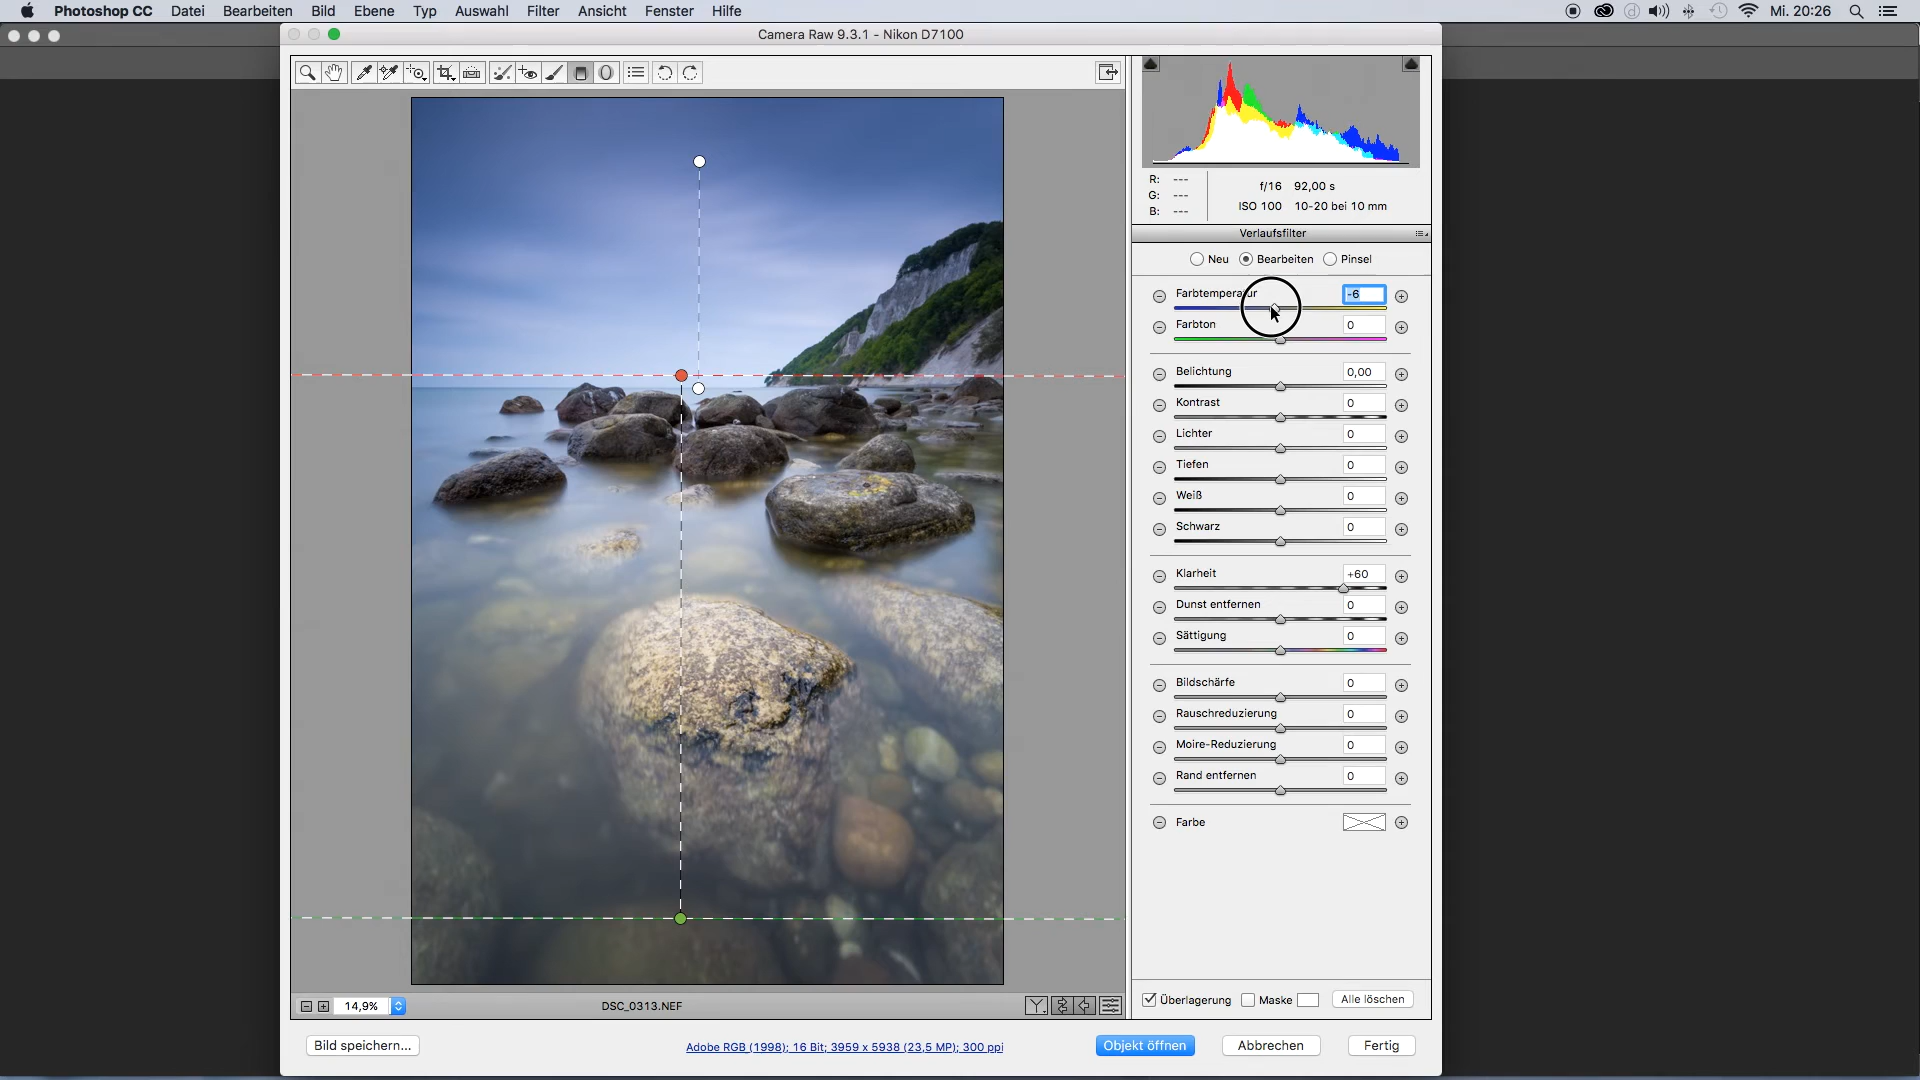 Photoshop CC Datei Bearbeiten Bild Ebene Typ Auswahl Filter Ansicht Fenster Hilfe Mi. 20:26
Camera Raw 9.3.1 - Nikon D7100
R: ---
G: ---
B: ---
f/16 92,00 s
ISO 100 10-20 bei 10 mm
Verlaufsfilter
Neu Bearbeiten Pinsel
Farbtemperatur -6
Farbton 0
Belichtung 0,00
Kontrast 0
Lichter 0
Tiefen 0
Weiß 0
Schwarz 0
Klarheit +60
Dunst entfernen 0
Sättigung 0
Bildschärfe 0
Rauschreduzierung 0
Moire-Reduzierung 0
Rand entfernen 0
Farbe
Überlagerung Maske Alle löschen
14,9% DSC_0313.NEF Y
Bild speichern... Adobe RGB (1998); 16 Bit; 3959 x 5938 (23,5 MP); 300 ppi Objekt öffnen Abbrechen Fertig